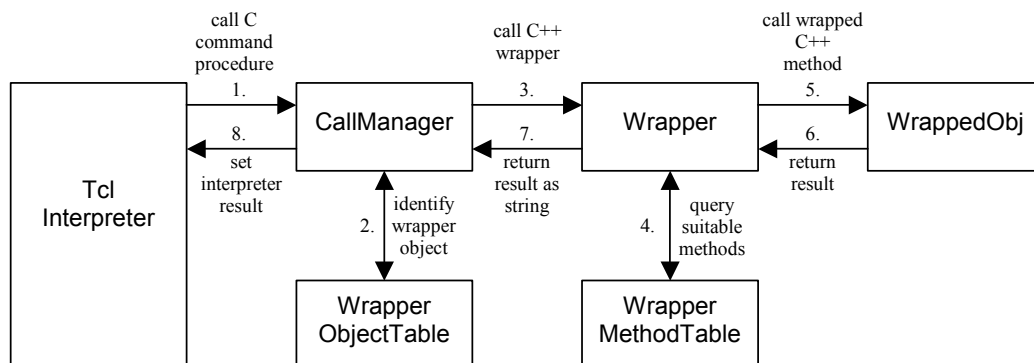 call C
command
procedure
1.
call C++
wrapper
3.
call wrapped
C++
method
5.
Tcl
Interpreter
CallManager
Wrapper
WrappedObj
8.
set
interpreter
result
7.
return
result as
string
6.
return
result
2.
identify
wrapper
object
4.
query
suitable
methods
Wrapper
ObjectTable
Wrapper
MethodTable